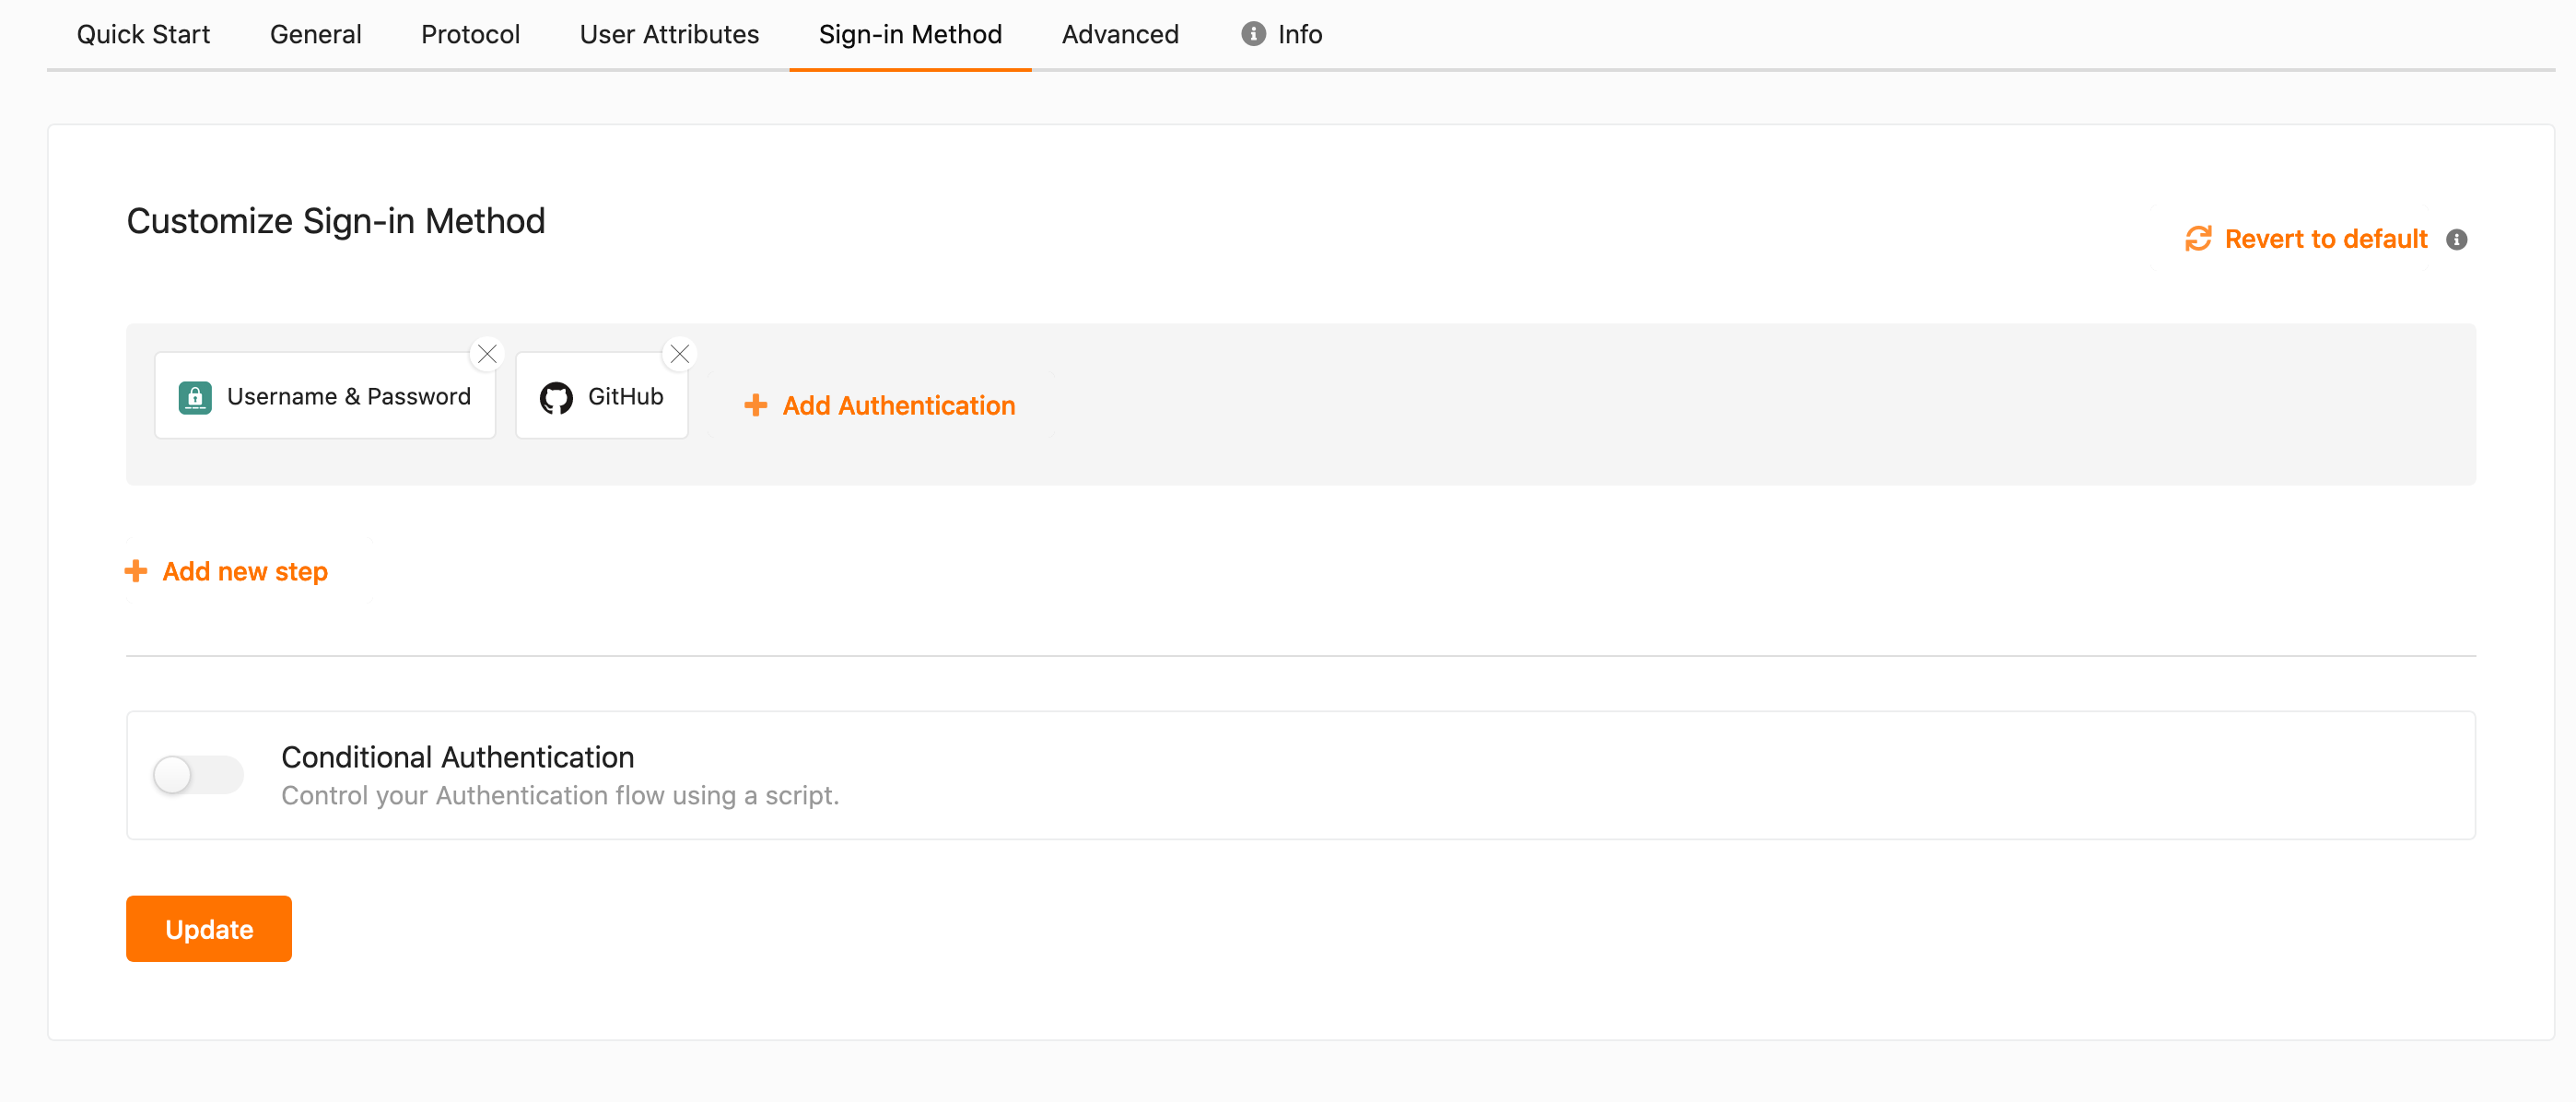 Quick Start General Protocol User Attributes Sign-in Method Advanced Info
Customize Sign-in Method
Revert to default
Username & Password GitHub Add Authentication
Add new step
Conditional Authentication
Control your Authentication flow using a script.
Update